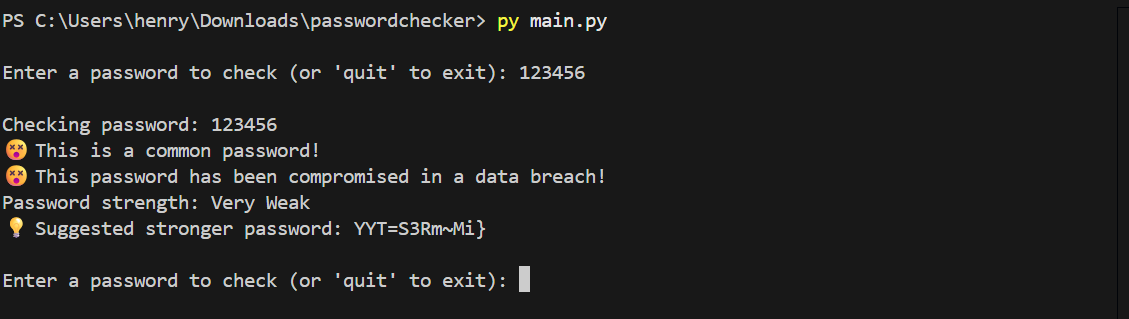 PS C:\Users\henry\Downloads\passwordchecker> py main.py
Enter a password to check (or 'quit' to exit): 123456
Checking password: 123456
😵 This is a common password!
😵 This password has been compromised in a data breach!
Password strength: Very Weak
💡 Suggested stronger password: YYT=S3Rm~Mi}
Enter a password to check (or 'quit' to exit):